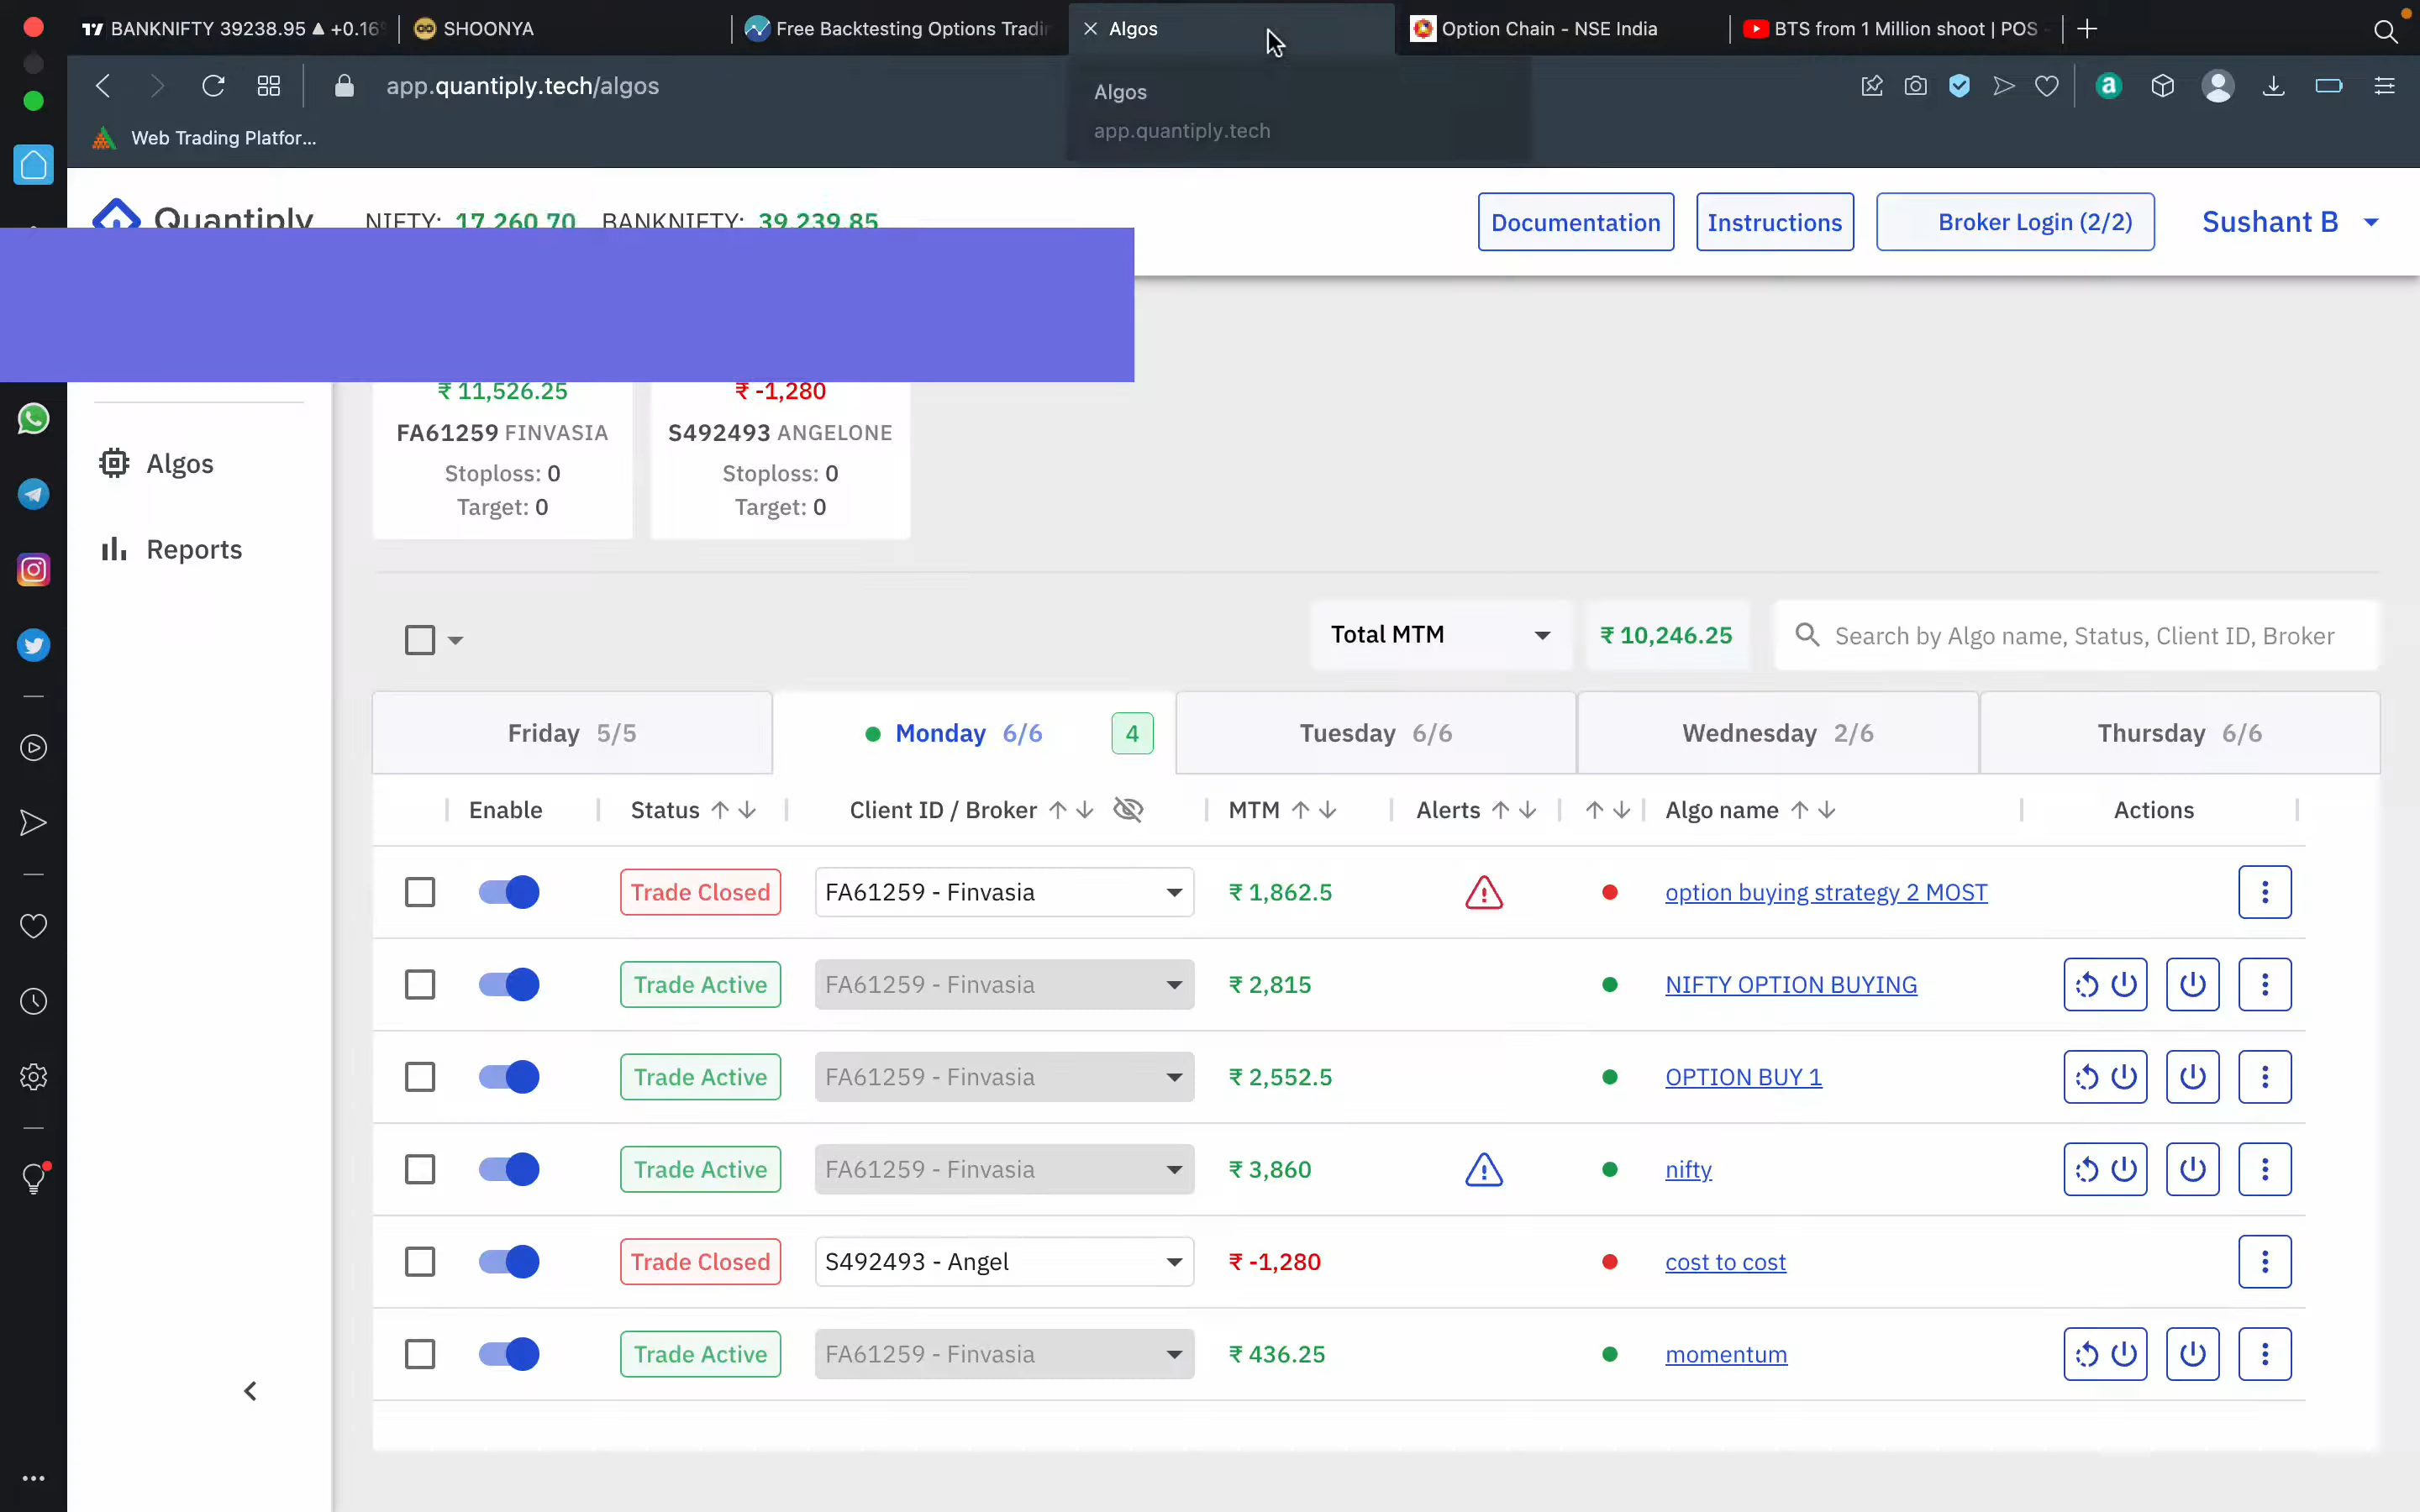 BANKNIFTY 39238.95 ▲ +0.16%
SHOONYA
Free Backtesting Options Tradin
Algos
Option Chain - NSE India
BTS from 1 Million shoot | POS -
app.quantiply.tech/algos
Algos
app.quantiply.tech
Web Trading Platfor...
Quantiply
NIFTY: 17,260.70 BANKNIFTY: 39,239.85
Documentation
Instructions
Broker Login (2/2)
Sushant B
₹ 11,526.25
FA61259 FINVASIA
Stoploss: 0
Target: 0
₹ -1,280
S492493 ANGELONE
Stoploss: 0
Target: 0
Algos
Reports
Total MTM
₹ 10,246.25
Search by Algo name, Status, Client ID, Broker
Friday 5/5
Monday 6/6 4
Tuesday 6/6
Wednesday 2/6
Thursday 6/6
Enable Status Client ID / Broker MTM Alerts Algo name Actions
Trade Closed FA61259 - Finvasia ₹ 1,862.5 option buying strategy 2 MOST
Trade Active FA61259 - Finvasia ₹ 2,815 NIFTY OPTION BUYING
Trade Active FA61259 - Finvasia ₹ 2,552.5 OPTION BUY 1
Trade Active FA61259 - Finvasia ₹ 3,860 nifty
Trade Closed S492493 - Angel ₹ -1,280 cost to cost
Trade Active FA61259 - Finvasia ₹ 436.25 momentum